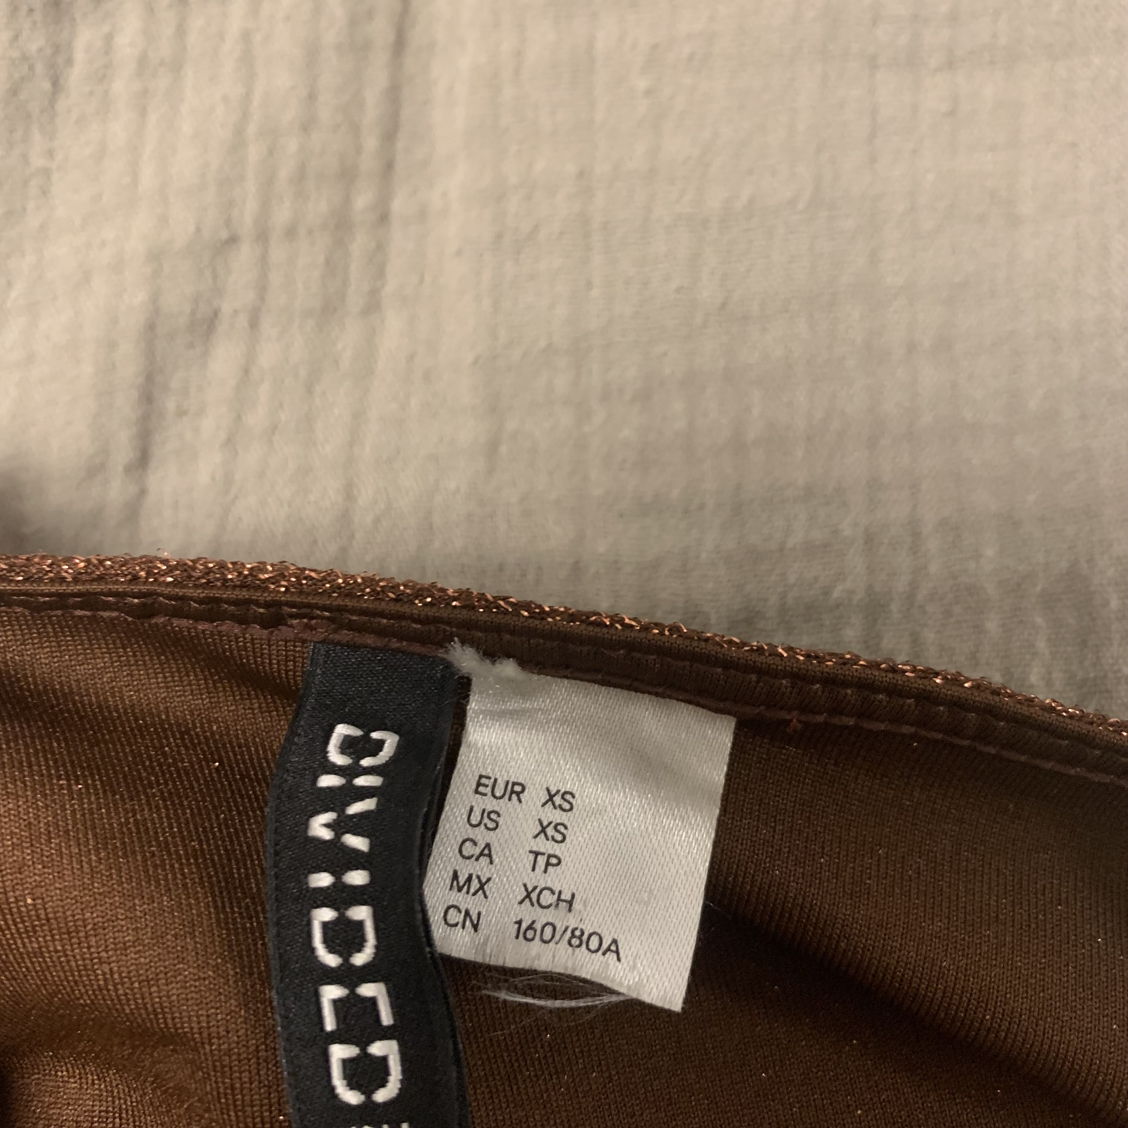 DIVIDED
EUR XS
US XS
CA TP
MX XCH
CN 160/80A